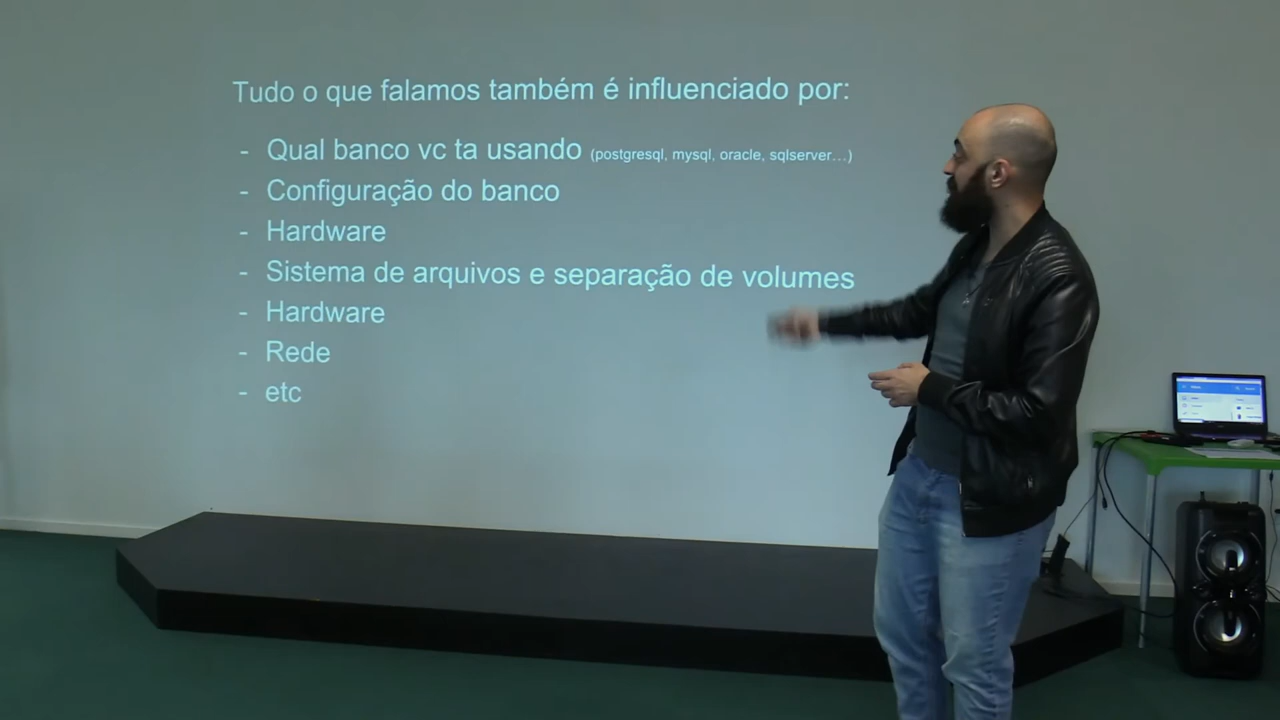 Tudo o que falamos também é influenciado por:
- Qual banco vc ta usando (postgresql, mysql, oracle, sqlserver...)
- Configuração do banco
- Hardware
- Sistema de arquivos e separação de volumes
- Hardware
- Rede
- etc